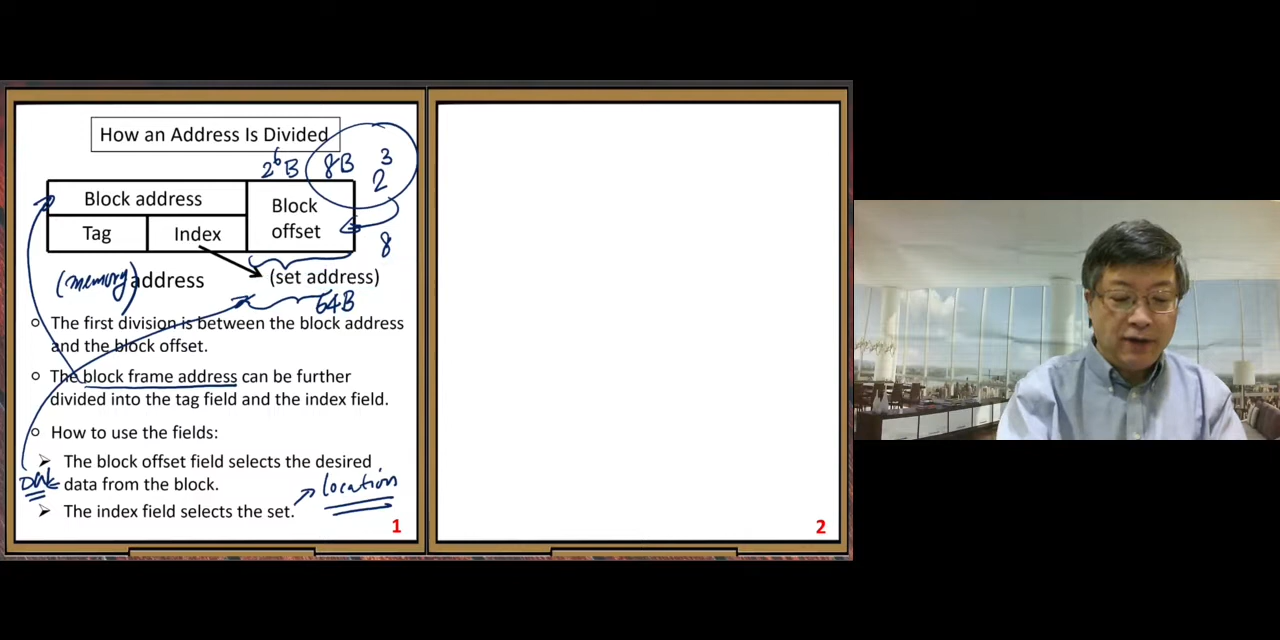 How an Address Is Divided
2⁶B 8B 2³
Block address
Block
offset
Tag Index
8
(memory) address (set address)
64B
The first division is between the block address
and the block offset.
The block frame address can be further
divided into the tag field and the index field.
How to use the fields:
The block offset field selects the desired
data from the block.
location
The index field selects the set.
1
2